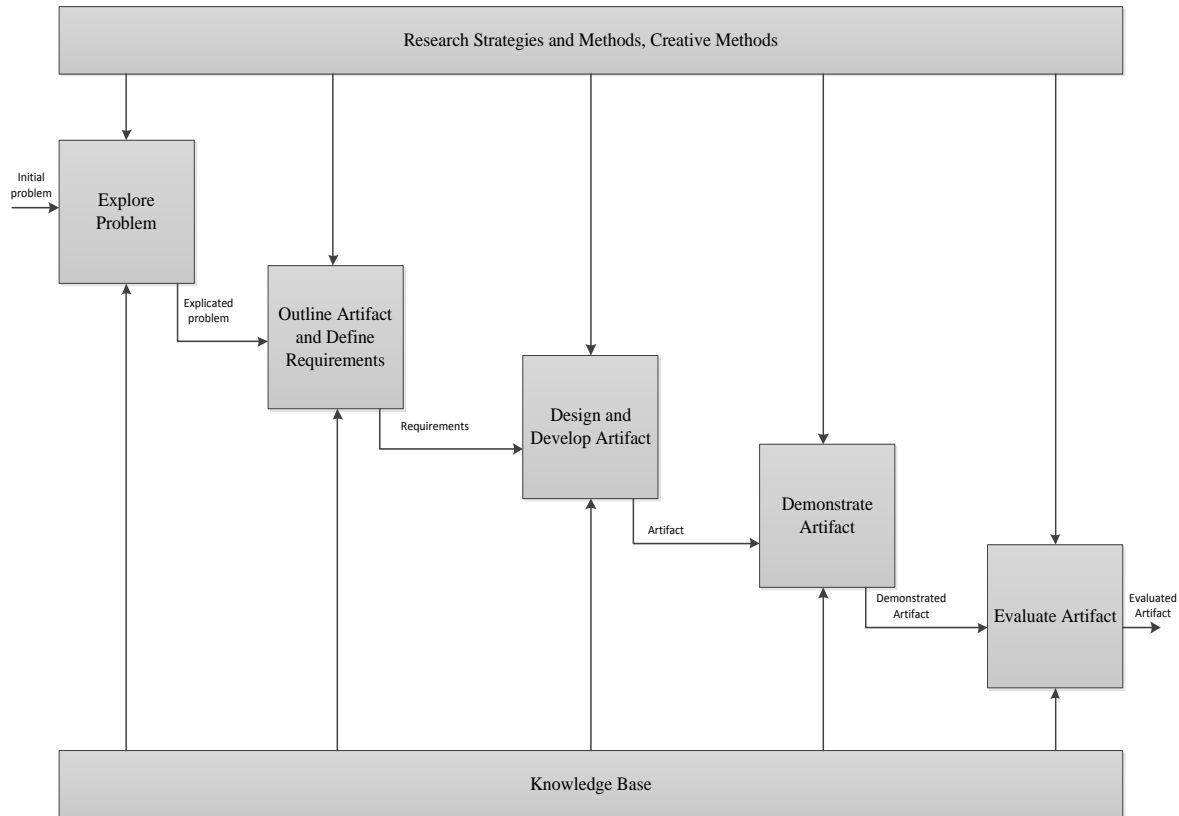 Research Strategies and Methods, Creative Methods
Initial
problem
Explore
Problem
Explicated
problem
Outline Artifact
and Define
Requirements
Requirements
Design and
Develop Artifact
Artifact
Demonstrate
Artifact
Demonstrated
Artifact
Evaluate Artifact
Evaluated
Artifact
Knowledge Base